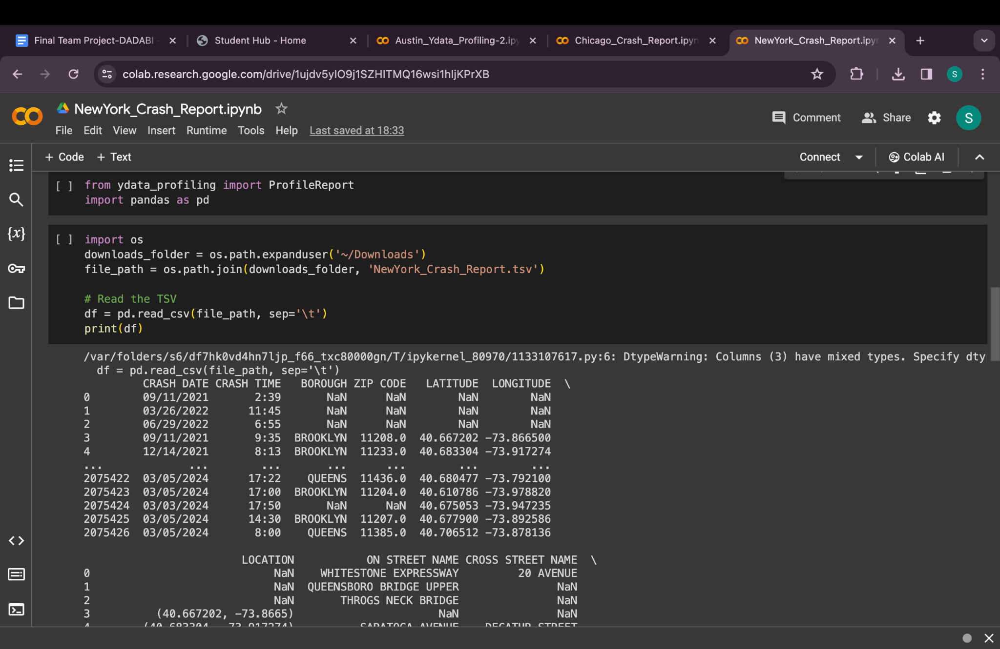 Final Team Project-DADABI - Student Hub - Home Austin_Ydata_Profiling-2.ipy Chicago_Crash_Report.ipyn NewYork_Crash_Report.ipyn
colab.research.google.com/drive/1ujdv5yIO9j1SZHITMQ16wsi1hIjKPrXB S
NewYork_Crash_Report.ipynb
Comment Share S
File Edit View Insert Runtime Tools Help Last saved at 18:33
+ Code + Text Connect Colab AI
[ ] from ydata_profiling import ProfileReport
import pandas as pd
[ ] import os
downloads_folder = os.path.expanduser('~/Downloads')
file_path = os.path.join(downloads_folder, 'NewYork_Crash_Report.tsv')
# Read the TSV
df = pd.read_csv(file_path, sep='\t')
print(df)
/var/folders/s6/df7hk0vd4hn7ljp_f66_txc80000gn/T/ipykernel_80970/1133107617.py:6: DtypeWarning: Columns (3) have mixed types. Specify dty
df = pd.read_csv(file_path, sep='\t')
CRASH DATE CRASH TIME BOROUGH ZIP CODE LATITUDE LONGITUDE \
0 09/11/2021 2:39 NaN NaN NaN NaN
1 03/26/2022 11:45 NaN NaN NaN NaN
2 06/29/2022 6:55 NaN NaN NaN NaN
3 09/11/2021 9:35 BROOKLYN 11208.0 40.667202 -73.866500
4 12/14/2021 8:13 BROOKLYN 11233.0 40.683304 -73.917274
... ... ... ... ... ... ...
2075422 03/05/2024 17:22 QUEENS 11436.0 40.680477 -73.792100
2075423 03/05/2024 17:00 BROOKLYN 11204.0 40.610786 -73.978820
2075424 03/03/2024 17:50 NaN NaN 40.675053 -73.947235
2075425 03/05/2024 14:30 BROOKLYN 11207.0 40.677900 -73.892586
2075426 03/05/2024 8:00 QUEENS 11385.0 40.706512 -73.878136
LOCATION ON STREET NAME CROSS STREET NAME \
0 NaN WHITESTONE EXPRESSWAY 20 AVENUE
1 NaN QUEENSBORO BRIDGE UPPER NaN
2 NaN THROGS NECK BRIDGE NaN
3 (40.667202, -73.8665) NaN NaN
4 (40.683304, -73.917274) SARATOGA AVENUE DECATUR STREET